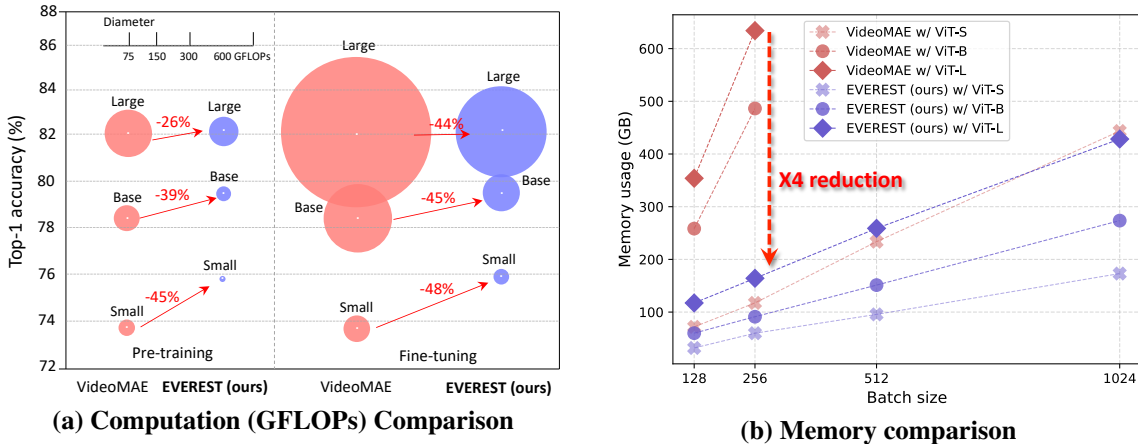 88
86
84
82
80
78
76
74
72
Top-1 accuracy (%)
Diameter
75 150 300 600 GFLOPs
Large
Large
-26%
Base
Base
-39%
Small
Small
-45%
Pre-training
Large
Large
-44%
Base
Base
-45%
Small
Small
-48%
Fine-tuning
VideoMAE EVEREST (ours) VideoMAE EVEREST (ours)
(a) Computation (GFLOPs) Comparison
600
500
400
300
200
100
Memory usage (GB)
VideoMAE w/ ViT-S
VideoMAE w/ ViT-B
VideoMAE w/ ViT-L
EVEREST (ours) w/ ViT-S
EVEREST (ours) w/ ViT-B
EVEREST (ours) w/ ViT-L
X4 reduction
128 256 512 1024
Batch size
(b) Memory comparison